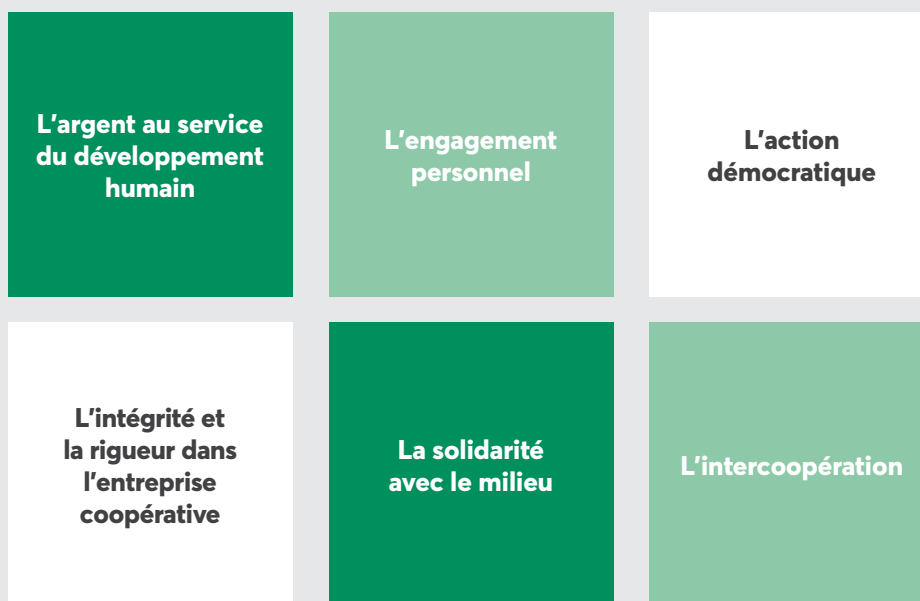 L'argent au service
du développement
humain
L'engagement
personnel
L'action
démocratique
L'intégrité et
la rigueur dans
l'entreprise
coopérative
La solidarité
avec le milieu
L'intercoopération